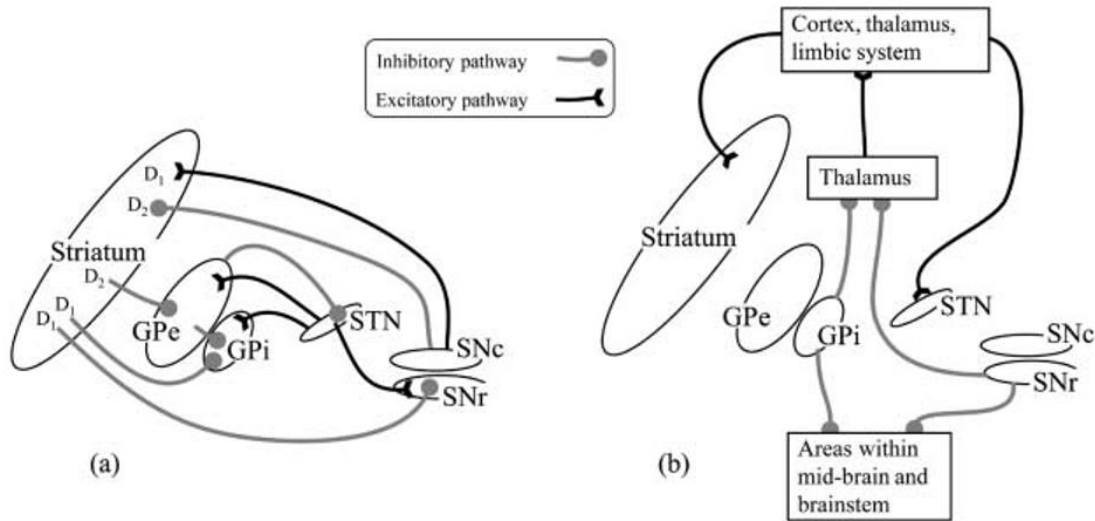 Inhibitory pathway
Excitatory pathway
D1
D2
Striatum
D2
D1
D1
GPe
GPi
STN
SNc
SNr
(a)
Cortex, thalamus,
limbic system
Thalamus
Striatum
GPe
GPi
STN
SNc
SNr
Areas within
mid-brain and
brainstem
(b)